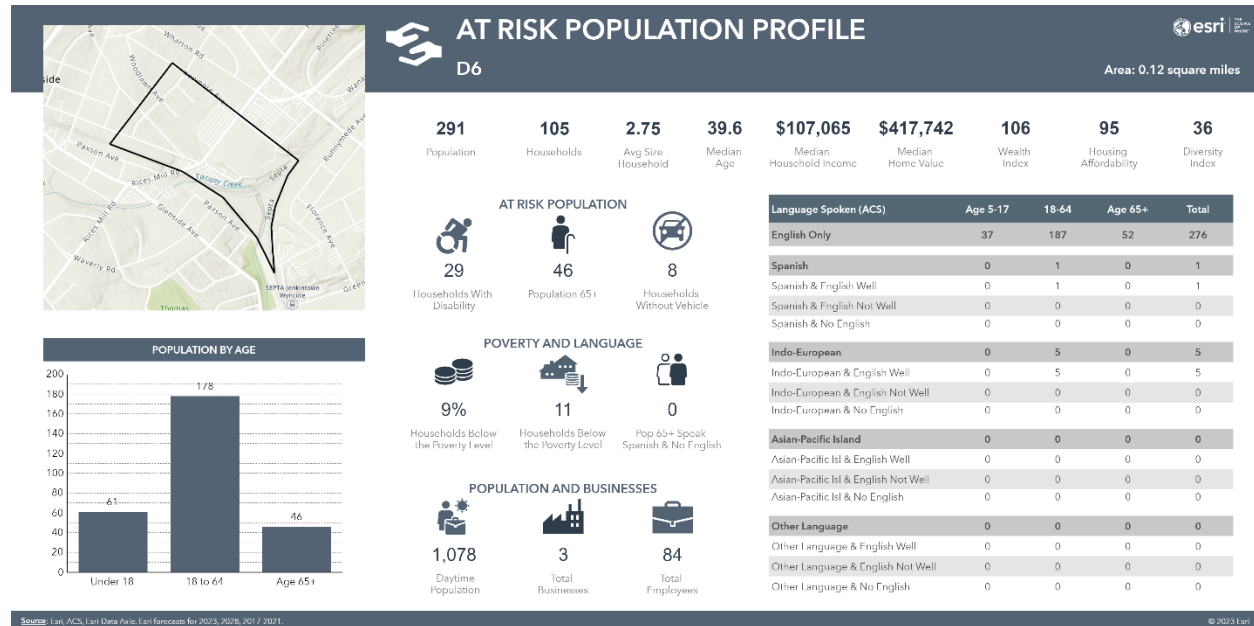 AT RISK POPULATION PROFILE
D6
esri
Area: 0.12 square miles
Wharton Rd
Woodlawn Ave
side
Paxson Ave
Rices Mill Rd
Tacony Creek
Septa
Runnymede Ave
Glenside Ave
Paxson Ave
Septa
Florence Ave
Rices Mill Rd
Waverly Rd
SEPTA Jenkintown
Wyncote
Green
Thomas
291
Population
105
Households
2.75
Avg Size
Household
39.6
Median
Age
$107,065
Median
Household Income
$417,742
Median
Home Value
106
Wealth
Index
95
Housing
Affordability
36
Diversity
Index
AT RISK POPULATION
29
Households With
Disability
46
Population 65+
8
Households
Without Vehicle
POVERTY AND LANGUAGE
9%
Households Below
the Poverty Level
11
Households Below
the Poverty Level
0
Pop 65+ Speak
Spanish & No English
POPULATION AND BUSINESSES
1,078
Daytime
Population
3
Total
Businesses
84
Total
Employees
POPULATION BY AGE
200
180
160
140
120
100
80
60
40
20
0
61
178
46
Under 18 18 to 64 Age 65+
Language Spoken (ACS) Age 5-17 18-64 Age 65+ Total
English Only 37 187 52 276
Spanish 0 1 0 1
Spanish & English Well 0 1 0 1
Spanish & English Not Well 0 0 0 0
Spanish & No English 0 0 0 0
Indo-European 0 5 0 5
Indo-European & English Well 0 5 0 5
Indo-European & English Not Well 0 0 0 0
Indo-European & No English 0 0 0 0
Asian-Pacific Island 0 0 0 0
Asian-Pacific Isl & English Well 0 0 0 0
Asian-Pacific Isl & English Not Well 0 0 0 0
Asian-Pacific Isl & No English 0 0 0 0
Other Language 0 0 0 0
Other Language & English Well 0 0 0 0
Other Language & English Not Well 0 0 0 0
Other Language & No English 0 0 0 0
Source: Esri, ACS, Esri-Data Axle. Esri forecasts for 2023, 2028, 2017-2021.
© 2023 Esri